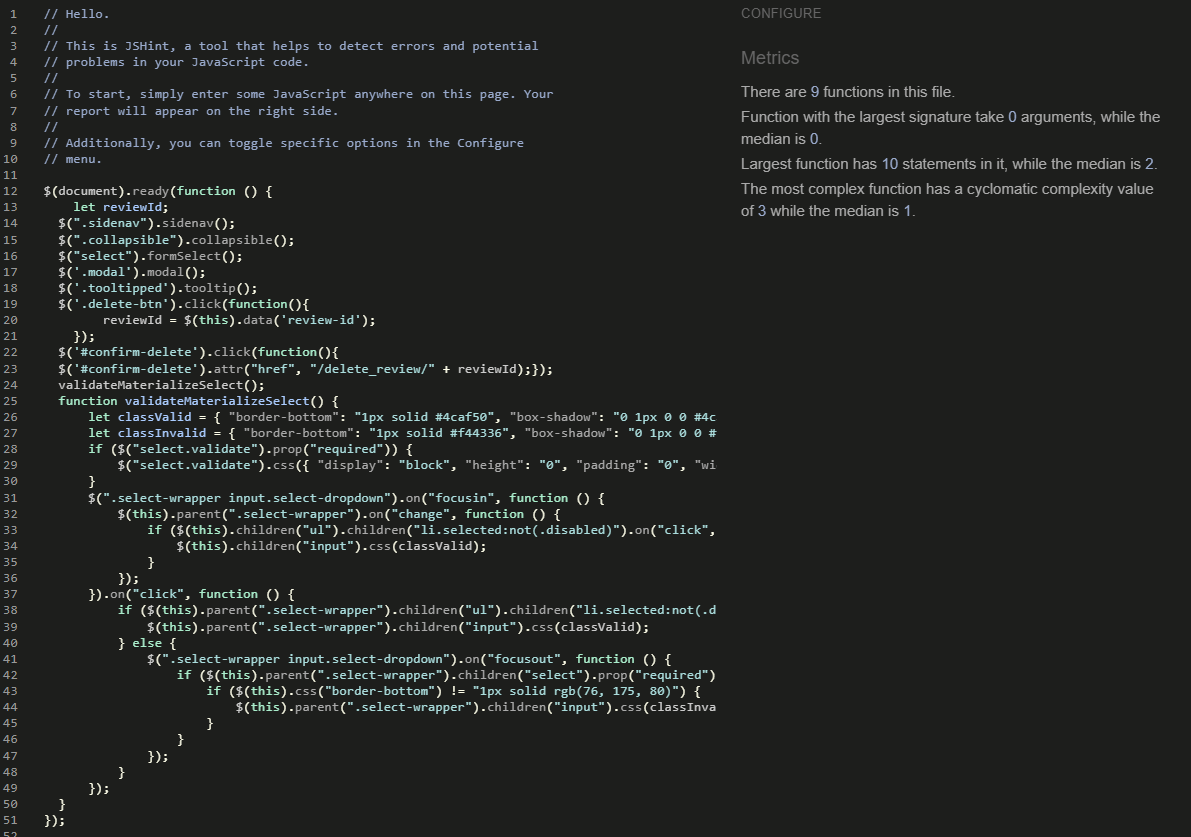 1 // Hello.
2 //
3 // This is JSHint, a tool that helps to detect errors and potential
4 // problems in your JavaScript code.
5 //
6 // To start, simply enter some JavaScript anywhere on this page. Your
7 // report will appear on the right side.
8 //
9 // Additionally, you can toggle specific options in the Configure
10 // menu.
11
12 $(document).ready(function () {
13     let reviewId;
14   $(".sidenav").sidenav();
15   $(".collapsible").collapsible();
16   $("select").formSelect();
17   $('.modal').modal();
18   $('.tooltipped').tooltip();
19   $('.delete-btn').click(function(){
20         reviewId = $(this).data('review-id');
21     });
22   $('#confirm-delete').click(function(){
23   $('#confirm-delete').attr("href", "/delete_review/" + reviewId);});
24   validateMaterializeSelect();
25   function validateMaterializeSelect() {
26       let classValid = { "border-bottom": "1px solid #4caf50", "box-shadow": "0 1px 0 0 #4c
27       let classInvalid = { "border-bottom": "1px solid #f44336", "box-shadow": "0 1px 0 0 #
28       if ($("select.validate").prop("required")) {
29           $("select.validate").css({ "display": "block", "height": "0", "padding": "0", "wi
30       }
31       $(".select-wrapper input.select-dropdown").on("focusin", function () {
32           $(this).parent(".select-wrapper").on("change", function () {
33               if ($(this).children("ul").children("li.selected:not(.disabled)").on("click",
34                   $(this).children("input").css(classValid);
35               }
36           });
37       }).on("click", function () {
38           if ($(this).parent(".select-wrapper").children("ul").children("li.selected:not(.d
39               $(this).parent(".select-wrapper").children("input").css(classValid);
40           } else {
41               $(".select-wrapper input.select-dropdown").on("focusout", function () {
42                   if ($(this).parent(".select-wrapper").children("select").prop("required")
43                       if ($(this).css("border-bottom") != "1px solid rgb(76, 175, 80)") {
44                           $(this).parent(".select-wrapper").children("input").css(classInva
45                       }
46                   }
47               });
48           }
49       });
50   }
51 });
52
CONFIGURE
Metrics
There are 9 functions in this file.
Function with the largest signature take 0 arguments, while the
median is 0.
Largest function has 10 statements in it, while the median is 2.
The most complex function has a cyclomatic complexity value
of 3 while the median is 1.